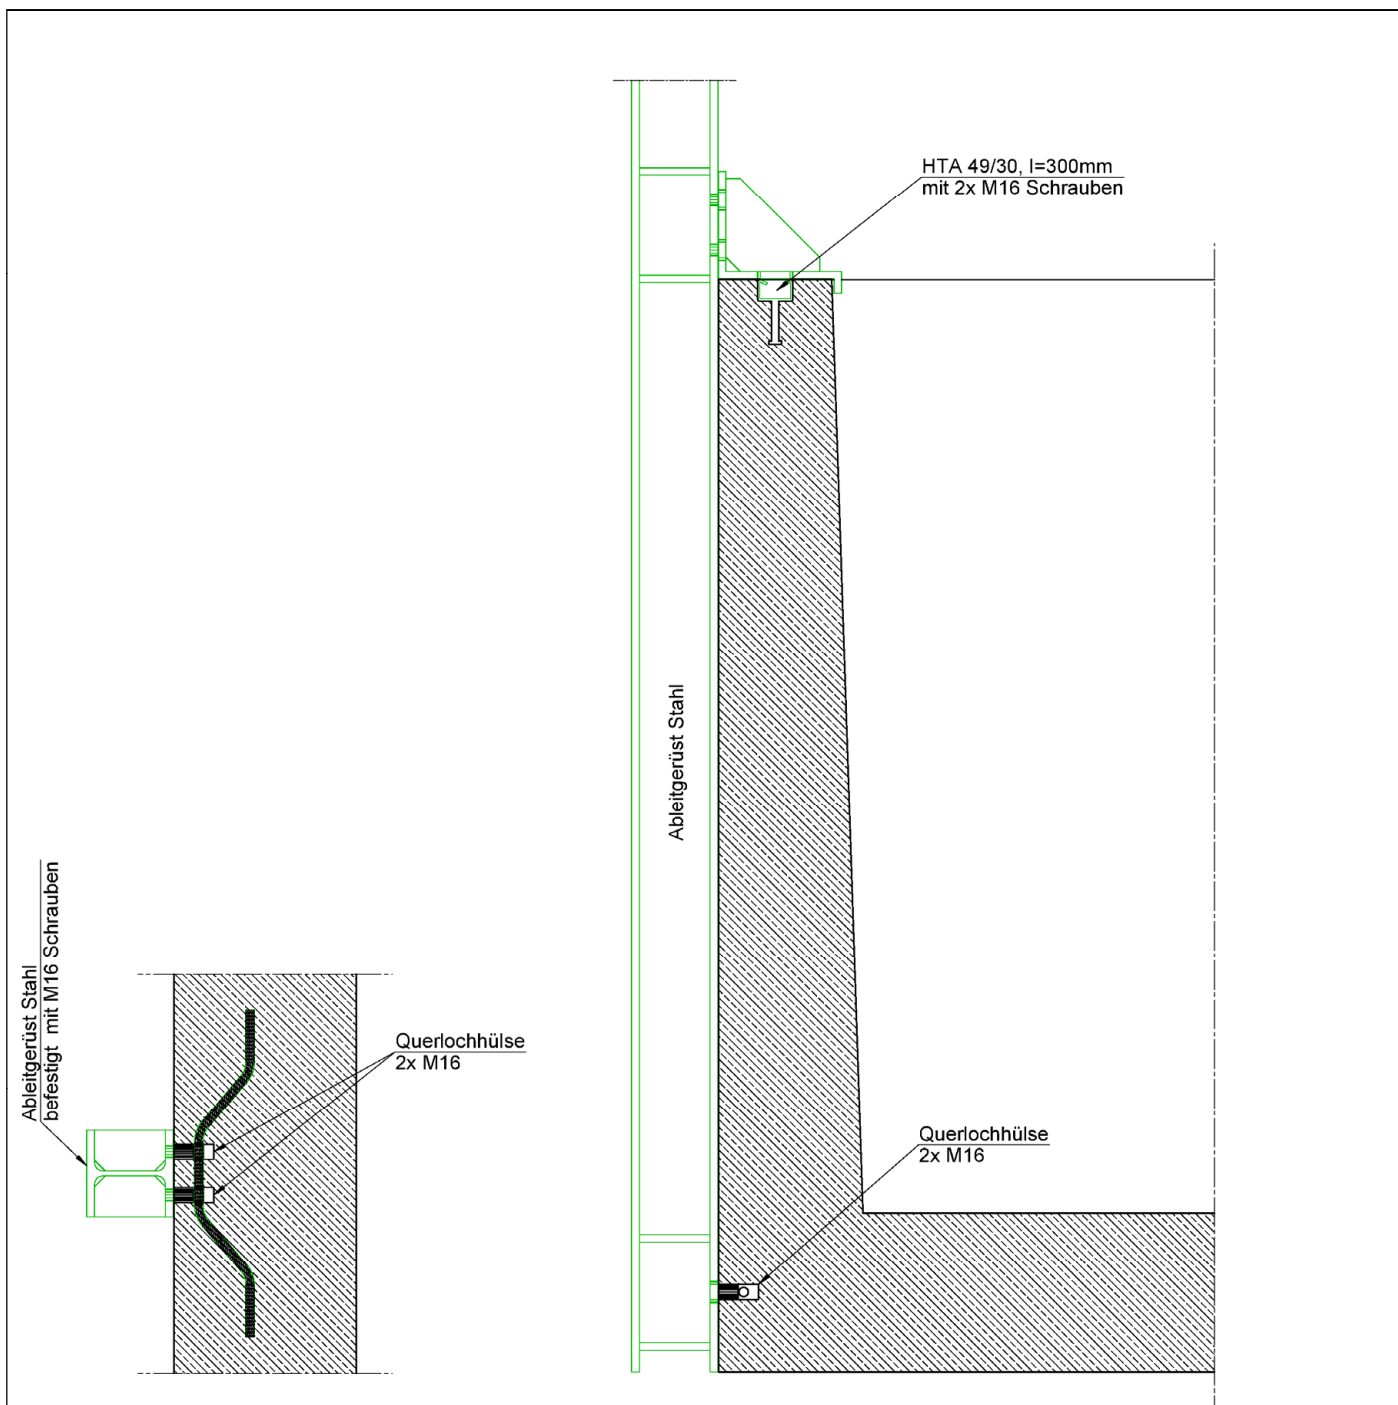 HTA 49/30, l=300mm
mit 2x M16 Schrauben
Ableitgerüst Stahl
Ableitgerüst Stahl
befestigt mit M16 Schrauben
Querlochhülse
2x M16
Querlochhülse
2x M16